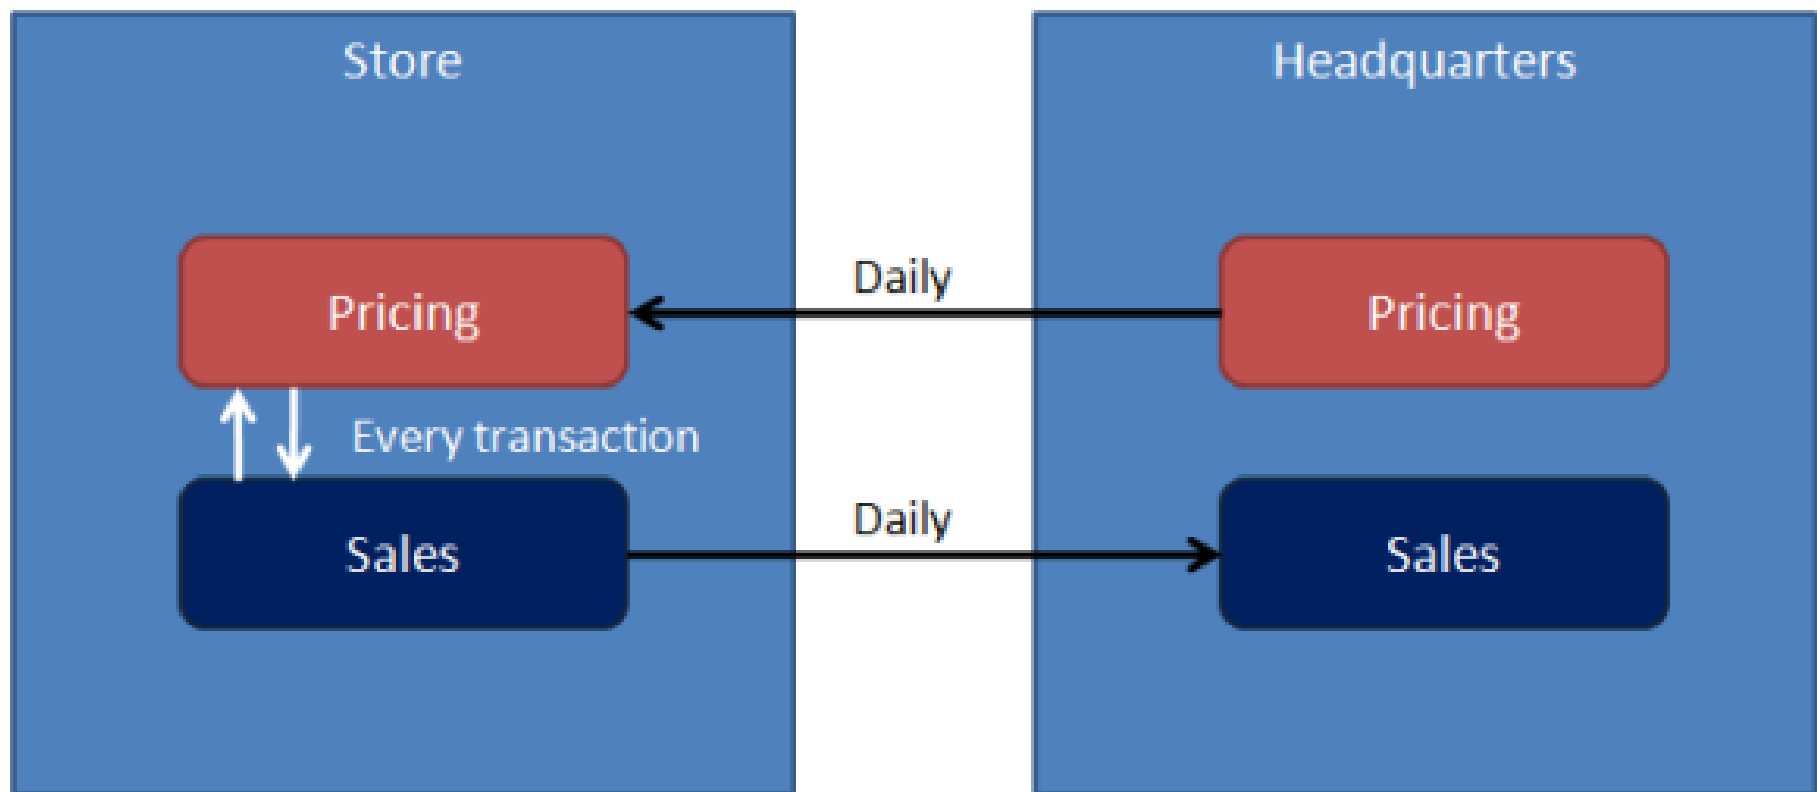 Store
Headquarters
Daily
Pricing
Pricing
Every transaction
Daily
Sales
Sales